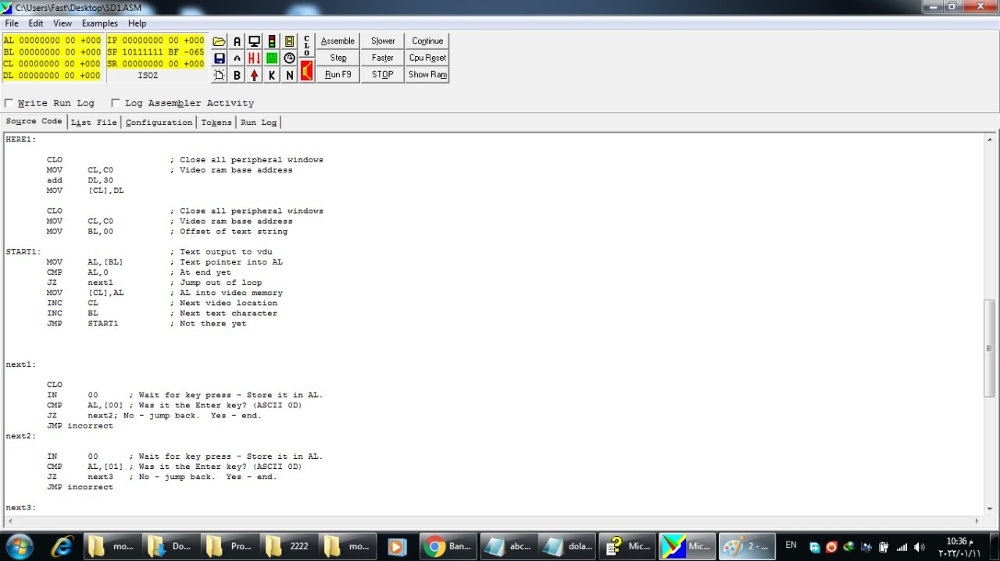 C:\Users\Fast\Desktop\SD1.ASM
File Edit View Examples Help
AL 00000000 00 +000 IP 00000000 00 +000
BL 00000000 00 +000 SP 10111111 BF -065
CL 00000000 00 +000 SR 00000000 00 +000
DL 00000000 00 +000 ISOZ
A CLO Assemble Slower Continue
A H Step Faster Cpu Reset
B K N Run F9 STOP Show Ram
Write Run Log Log Assembler Activity
Source Code List File Configuration Tokens Run Log
HERE1:
CLO ; Close all peripheral windows
MOV CL,C0 ; Video ram base address
add DL,30
MOV [CL],DL
CLO ; Close all peripheral windows
MOV CL,C0 ; Video ram base address
MOV BL,00 ; Offset of text string
START1: ; Text output to vdu
MOV AL,[BL] ; Text pointer into AL
CMP AL,0 ; At end yet
JZ next1 ; Jump out of loop
MOV [CL],AL ; AL into video memory
INC CL ; Next video location
INC BL ; Next text character
JMP START1 ; Not there yet
next1:
CLO
IN 00 ; Wait for key press - Store it in AL.
CMP AL,[00] ; Was it the Enter key? (ASCII 0D)
JZ next2; No - jump back. Yes - end.
JMP incorrect
next2:
IN 00 ; Wait for key press - Store it in AL.
CMP AL,[01] ; Was it the Enter key? (ASCII 0D)
JZ next3 ; No - jump back. Yes - end.
JMP incorrect
next3:
mo... Do... Pro... 2222 mo... Ban... abc... dola... Mic... Mic... 2 - ... EN 10:36 م
٢٠٢٢/٠١/١١